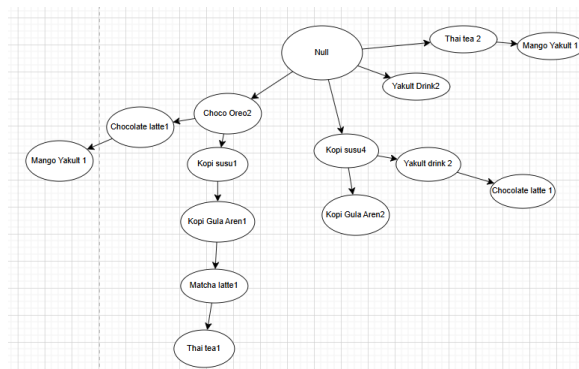 Thai tea 2
Mango Yakult 1
Null
Yakult Drink2
Choco Oreo2
Chocolate latte1
Mango Yakult 1
Kopi susu1
Kopi susu4
Yakult drink 2
Chocolate latte 1
Kopi Gula Aren1
Kopi Gula Aren2
Matcha latte1
Thai tea1